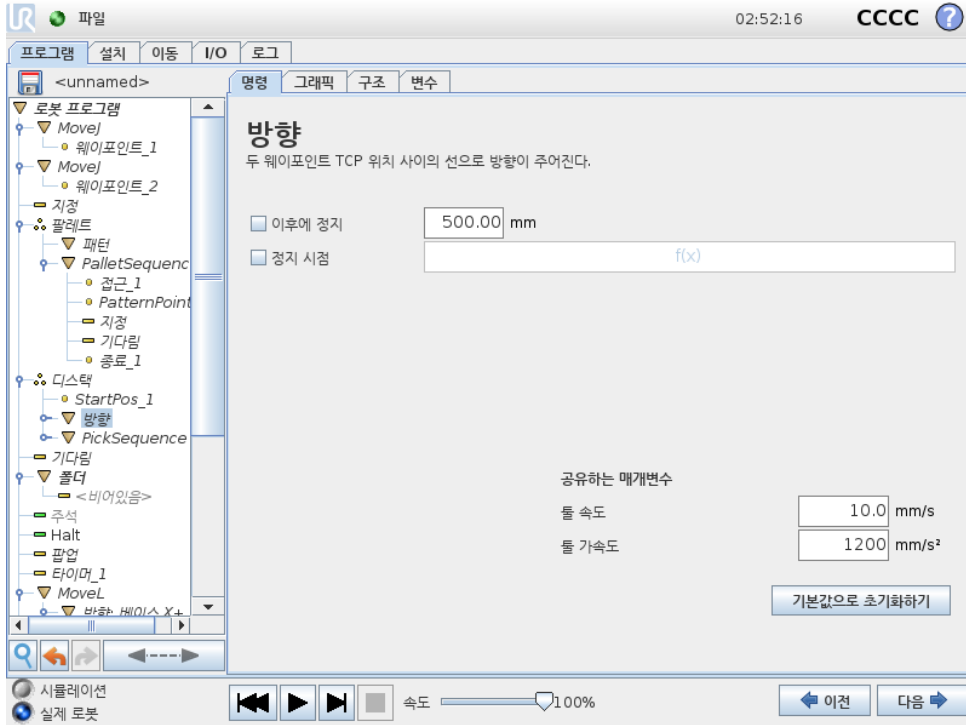 UR 파일 02:52:16 CCCC ?
프로그램 설치 이동 I/O 로그
<unnamed>
명령 그래픽 구조 변수
로봇 프로그램
MoveJ
웨이포인트_1
MoveJ
웨이포인트_2
지정
팔레트
패턴
PalletSequenc
접근_1
PatternPoint
지정
기다림
종료_1
디스택
StartPos_1
방향
PickSequence
기다림
폴더
<비어있음>
주석
Halt
팝업
타이머_1
MoveL
방향: 베이스 X+
방향
두 웨이포인트 TCP 위치 사이의 선으로 방향이 주어진다.
이후에 정지 500.00 mm
정지 시점 f(x)
공유하는 매개변수
툴 속도 10.0 mm/s
툴 가속도 1200 mm/s²
기본값으로 초기화하기
시뮬레이션
실제 로봇
속도 100%
이전 다음